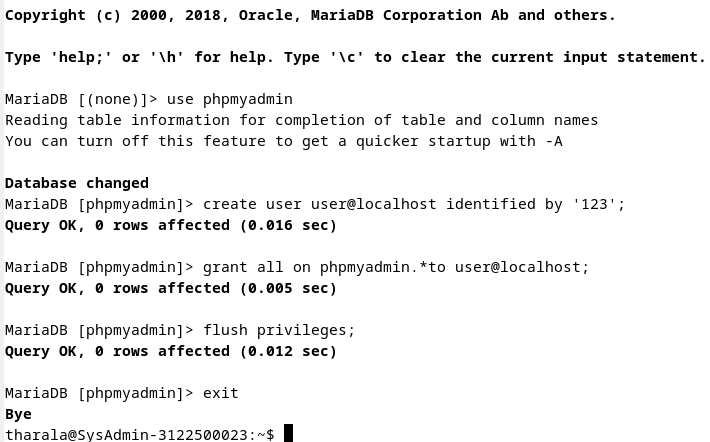 Copyright (c) 2000, 2018, Oracle, MariaDB Corporation Ab and others.
Type 'help;' or '\h' for help. Type '\c' to clear the current input statement.
MariaDB [(none)]> use phpmyadmin
Reading table information for completion of table and column names
You can turn off this feature to get a quicker startup with -A
Database changed
MariaDB [phpmyadmin]> create user user@localhost identified by '123';
Query OK, 0 rows affected (0.016 sec)
MariaDB [phpmyadmin]> grant all on phpmyadmin.*to user@localhost;
Query OK, 0 rows affected (0.005 sec)
MariaDB [phpmyadmin]> flush privileges;
Query OK, 0 rows affected (0.012 sec)
MariaDB [phpmyadmin]> exit
Bye
tharala@SysAdmin-3122500023:~$